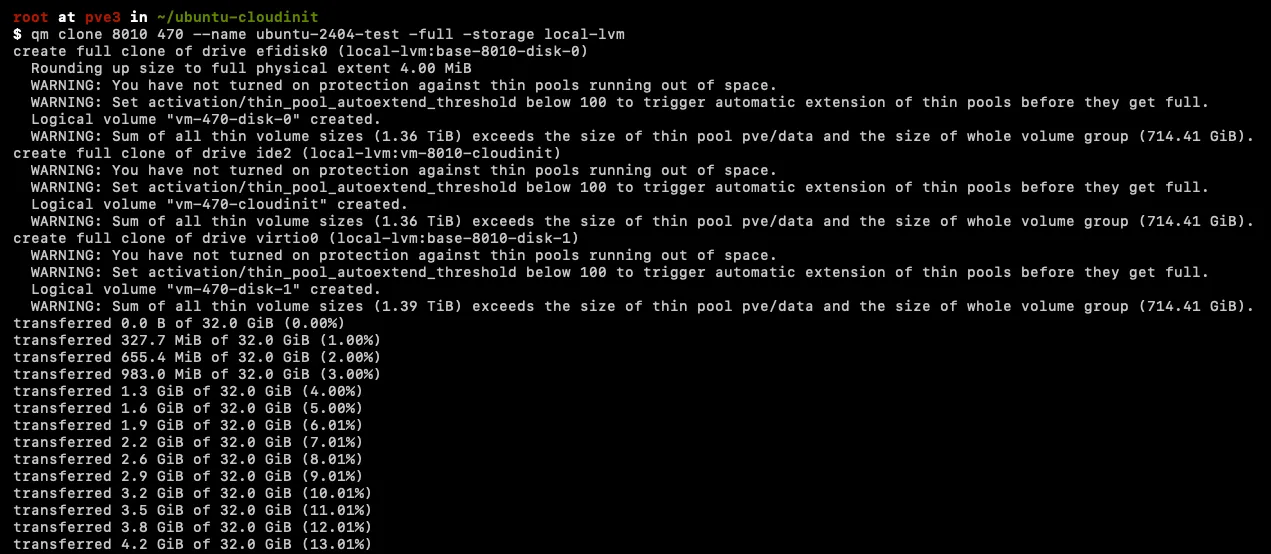 root at pve3 in ~/ubuntu-cloudinit
$ qm clone 8010 470 --name ubuntu-2404-test -full -storage local-lvm
create full clone of drive efidisk0 (local-lvm:base-8010-disk-0)
  Rounding up size to full physical extent 4.00 MiB
  WARNING: You have not turned on protection against thin pools running out of space.
  WARNING: Set activation/thin_pool_autoextend_threshold below 100 to trigger automatic extension of thin pools before they get full.
  Logical volume "vm-470-disk-0" created.
  WARNING: Sum of all thin volume sizes (1.36 TiB) exceeds the size of thin pool pve/data and the size of whole volume group (714.41 GiB).
create full clone of drive ide2 (local-lvm:vm-8010-cloudinit)
  WARNING: You have not turned on protection against thin pools running out of space.
  WARNING: Set activation/thin_pool_autoextend_threshold below 100 to trigger automatic extension of thin pools before they get full.
  Logical volume "vm-470-cloudinit" created.
  WARNING: Sum of all thin volume sizes (1.36 TiB) exceeds the size of thin pool pve/data and the size of whole volume group (714.41 GiB).
create full clone of drive virtio0 (local-lvm:base-8010-disk-1)
  WARNING: You have not turned on protection against thin pools running out of space.
  WARNING: Set activation/thin_pool_autoextend_threshold below 100 to trigger automatic extension of thin pools before they get full.
  Logical volume "vm-470-disk-1" created.
  WARNING: Sum of all thin volume sizes (1.39 TiB) exceeds the size of thin pool pve/data and the size of whole volume group (714.41 GiB).
transferred 0.0 B of 32.0 GiB (0.00%)
transferred 327.7 MiB of 32.0 GiB (1.00%)
transferred 655.4 MiB of 32.0 GiB (2.00%)
transferred 983.0 MiB of 32.0 GiB (3.00%)
transferred 1.3 GiB of 32.0 GiB (4.00%)
transferred 1.6 GiB of 32.0 GiB (5.00%)
transferred 1.9 GiB of 32.0 GiB (6.01%)
transferred 2.2 GiB of 32.0 GiB (7.01%)
transferred 2.6 GiB of 32.0 GiB (8.01%)
transferred 2.9 GiB of 32.0 GiB (9.01%)
transferred 3.2 GiB of 32.0 GiB (10.01%)
transferred 3.5 GiB of 32.0 GiB (11.01%)
transferred 3.8 GiB of 32.0 GiB (12.01%)
transferred 4.2 GiB of 32.0 GiB (13.01%)